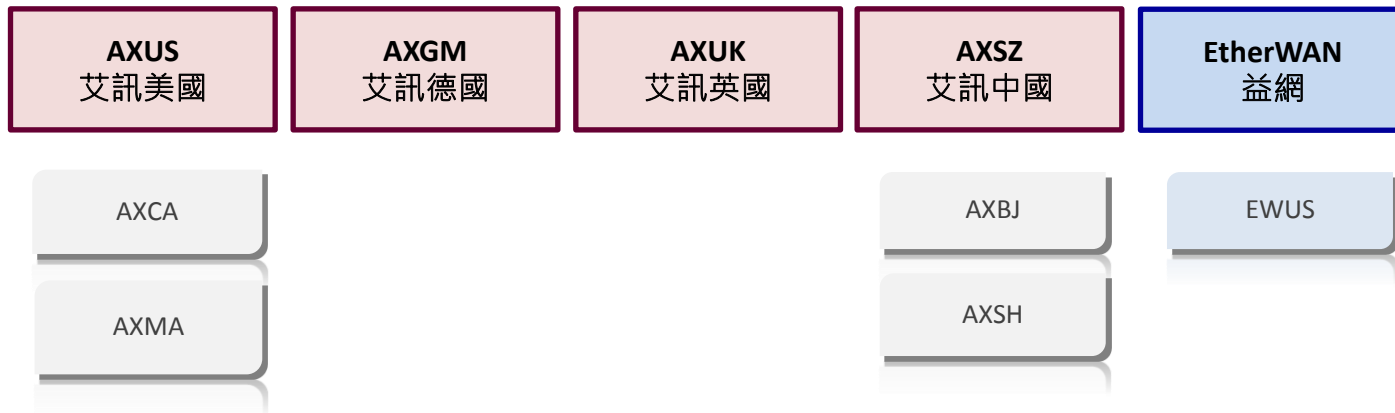 AXUS
艾訊美國
AXGM
艾訊德國
AXUK
艾訊英國
AXSZ
艾訊中國
EtherWAN
益網
AXCA
AXBJ
EWUS
AXMA
AXSH